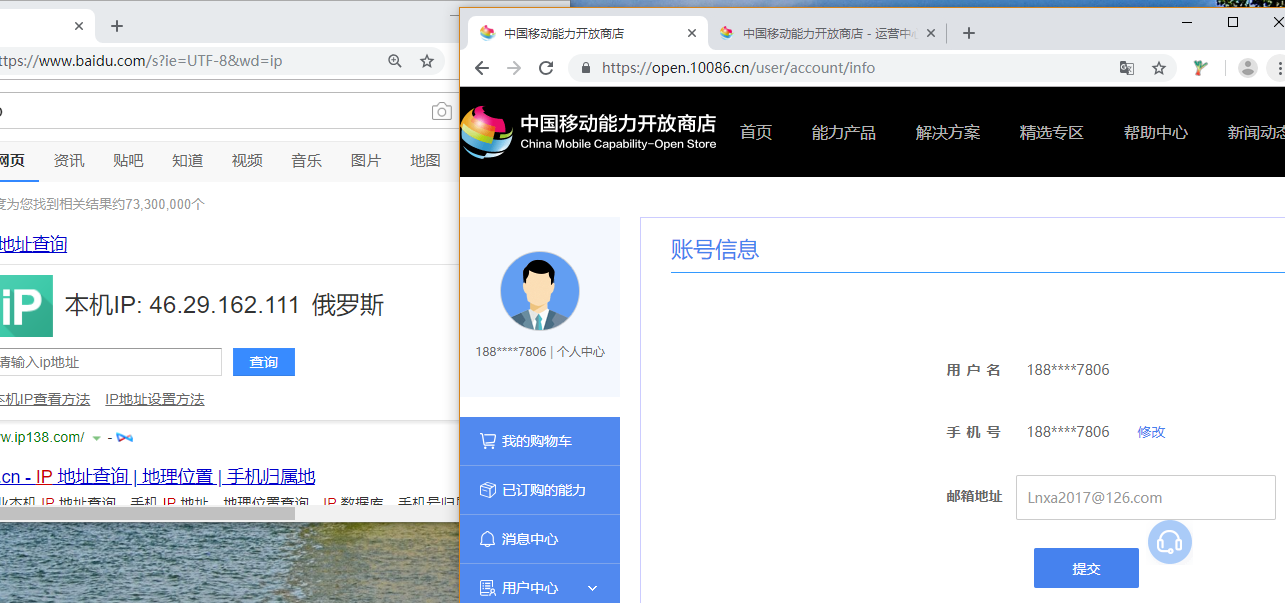 ttps://www.baidu.com/s?ie=UTF-8&wd=ip
网页 资讯 贴吧 知道 视频 音乐 图片 地图
度为您找到相关结果约73,300,000个
地址查询
iP
本机IP: 46.29.162.111 俄罗斯
请输入ip地址
查询
本机IP查看方法 IP地址设置方法
w.ip138.com/
.cn - IP 地址查询 | 地理位置 | 手机归属地
中国移动能力开放商店
中国移动能力开放商店 - 运营中心
https://open.10086.cn/user/account/info
中国移动能力开放商店
China Mobile Capability-Open Store
首页 能力产品 解决方案 精选专区 帮助中心 新闻动态
188****7806 | 个人中心
我的购物车
已订购的能力
消息中心
用户中心
账号信息
用 户 名 188****7806
手 机 号 188****7806 修改
邮箱地址 Lnxa2017@126.com
提交